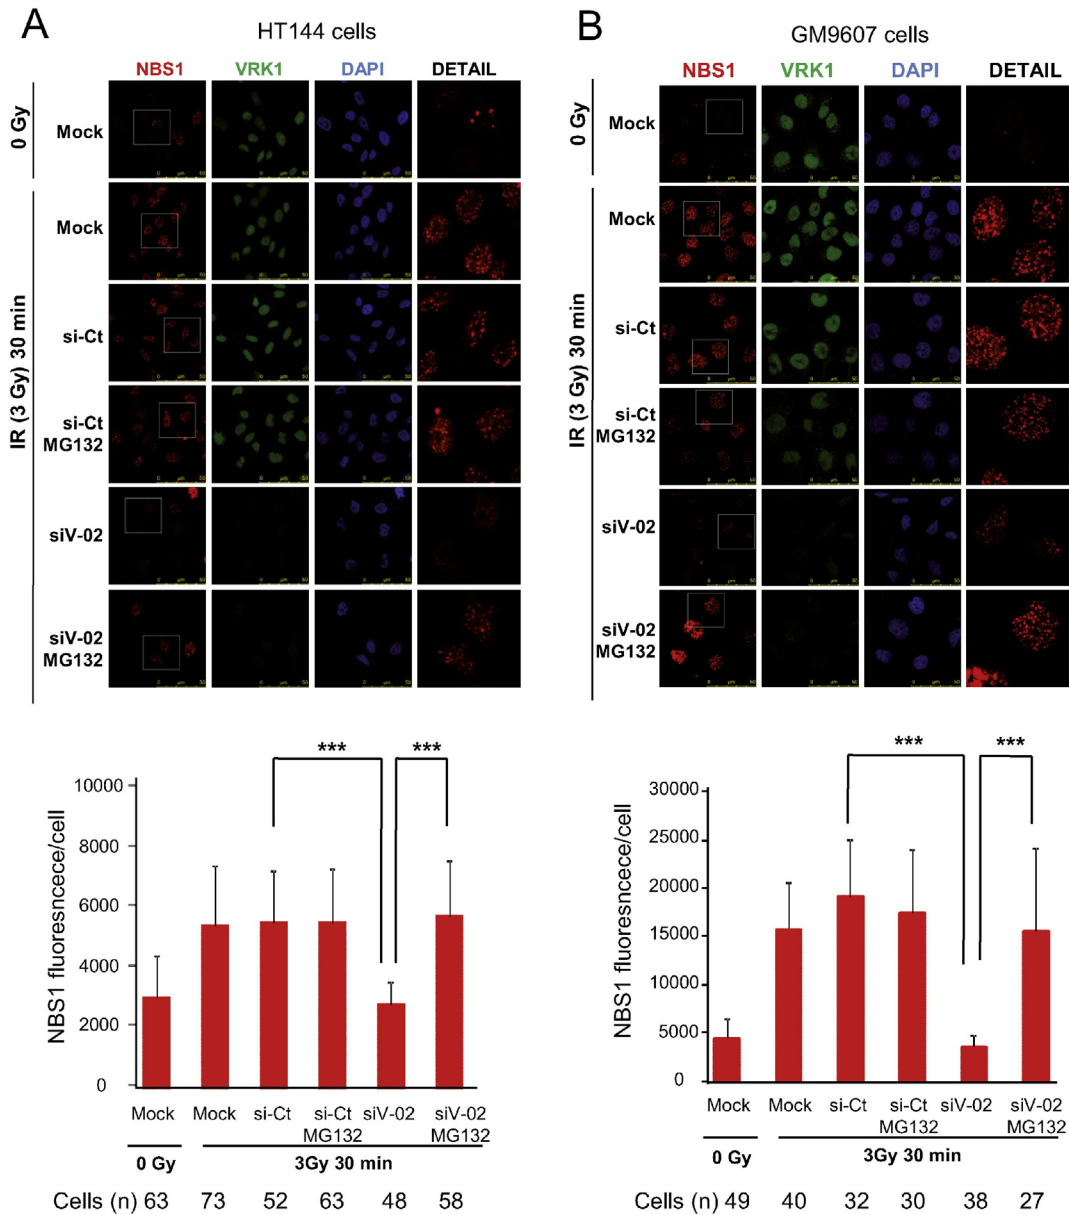 A
HT144 cells
NBS1 VRK1 DAPI DETAIL
0 Gy
Mock
IR (3 Gy) 30 min
Mock
si-Ct
si-Ct
MG132
siV-02
siV-02
MG132
NBS1 fluoresncece/cell
10000
8000
6000
4000
2000
0
*** ***
Mock Mock si-Ct si-Ct siV-02 siV-02
MG132 MG132
0 Gy 3Gy 30 min
Cells (n) 63 73 52 63 48 58
B
GM9607 cells
NBS1 VRK1 DAPI DETAIL
0 Gy
Mock
IR (3 Gy) 30 min
Mock
si-Ct
si-Ct
MG132
siV-02
siV-02
MG132
NBS1 fluoresncece/cell
30000
25000
20000
15000
10000
5000
0
*** ***
Mock Mock si-Ct si-Ct siV-02 siV-02
MG132 MG132
0 Gy 3Gy 30 min
Cells (n) 49 40 32 30 38 27